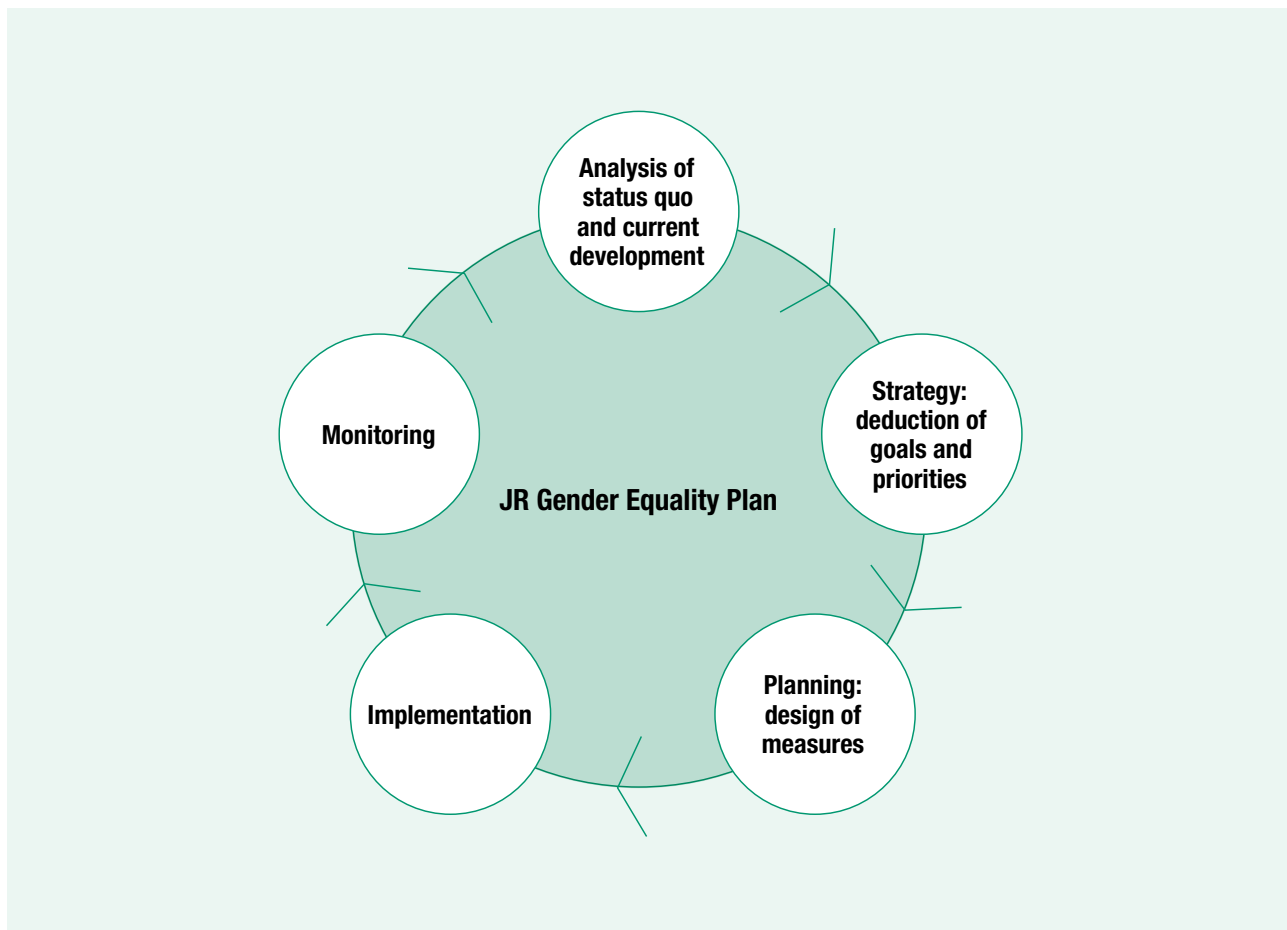 Analysis of
status quo
and current
development
Strategy:
deduction of
goals and
priorities
Monitoring
JR Gender Equality Plan
Planning:
design of
measures
Implementation